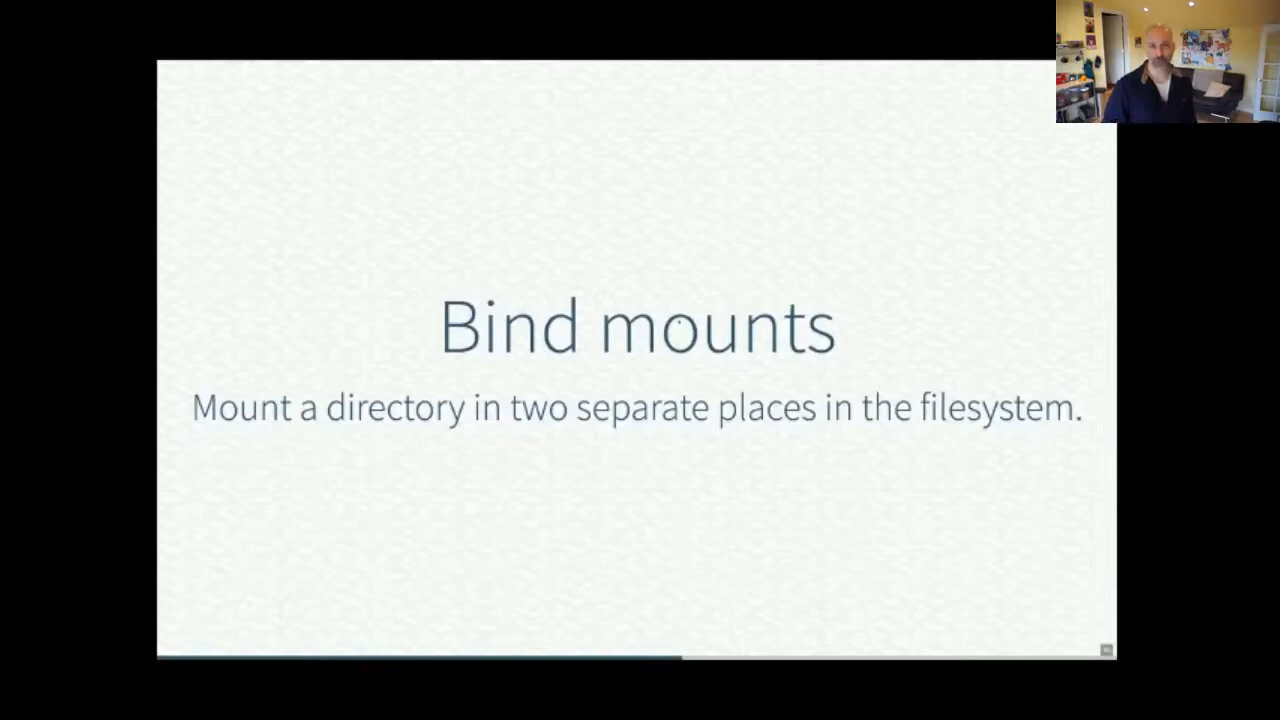 Bind mounts
Mount a directory in two separate places in the filesystem.